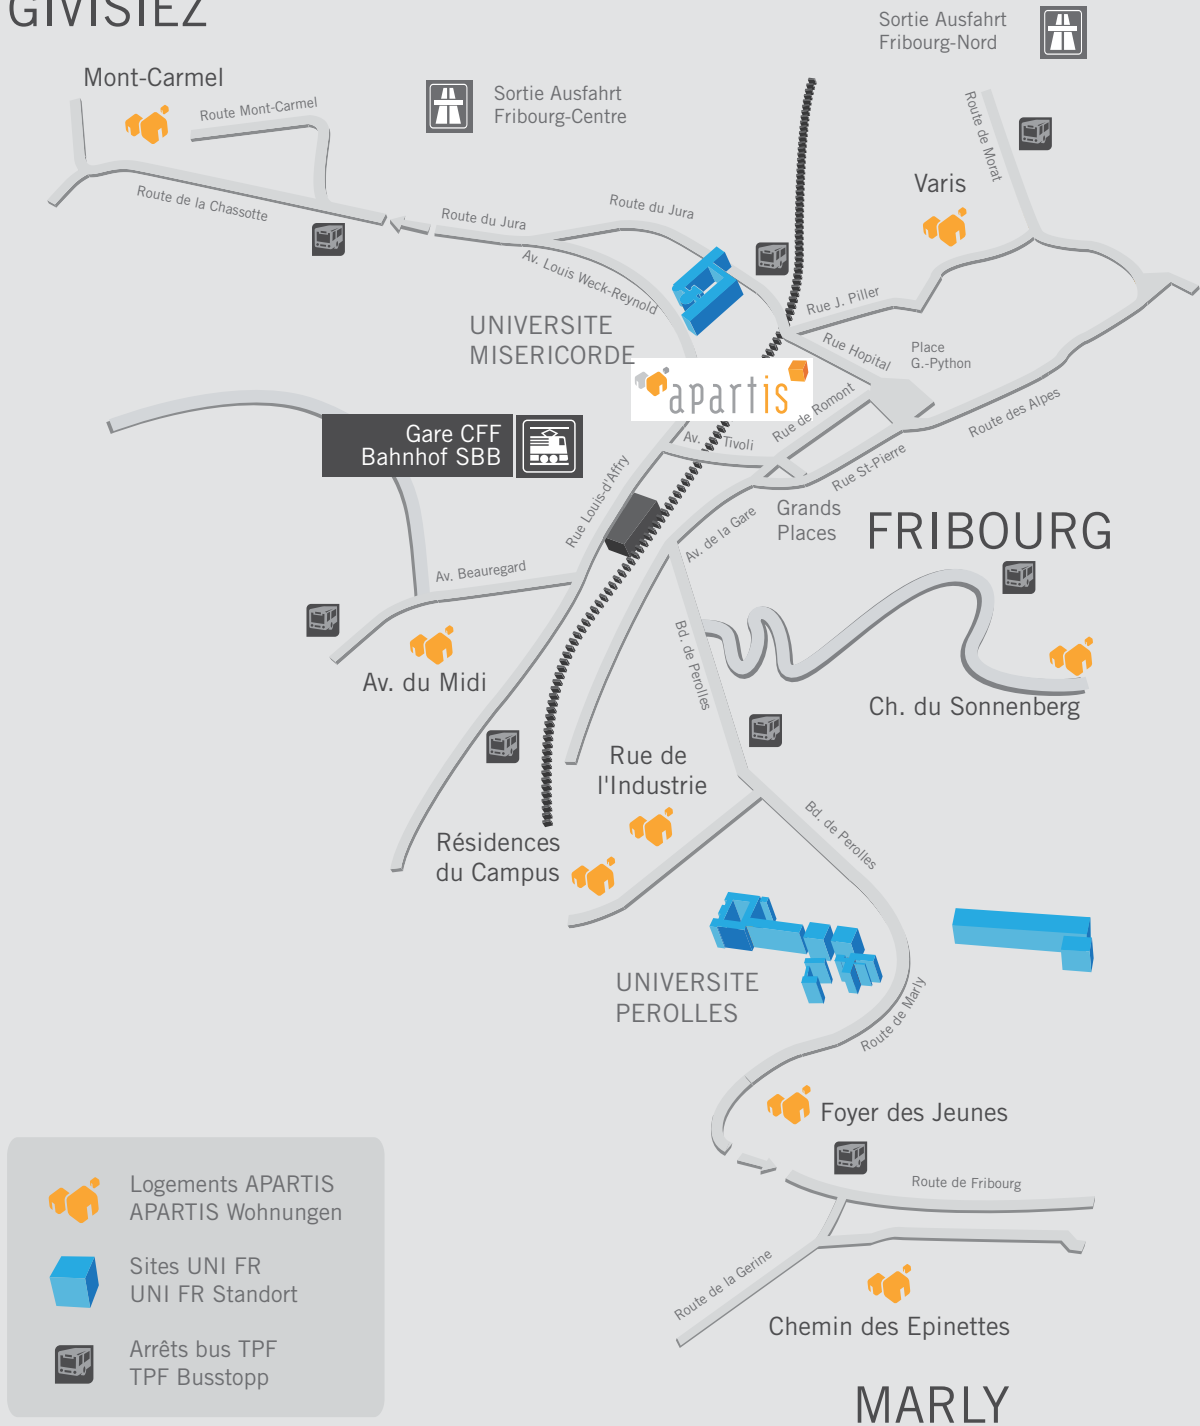 GIVISIEZ
Sortie Ausfahrt
Fribourg-Nord
Mont-Carmel
Sortie Ausfahrt
Fribourg-Centre
Route Mont-Carmel
Route de Morat
Varis
Route de la Chassotte
Route du Jura
Route du Jura
Av. Louis Weck-Reynold
UNIVERSITE
MISERICORDE
Rue J. Piller
Rue Hopital
Place
G.-Python
apartis
Rue de Romont
Route des Alpes
Gare CFF
Bahnhof SBB
Av. Tivoli
Rue St-Pierre
Rue Louis-d'Affry
Grands
Places
FRIBOURG
Av. de la Gare
Av. Beauregard
Bd. de Perolles
Av. du Midi
Ch. du Sonnenberg
Rue de
l'Industrie
Bd. de Perolles
Résidences
du Campus
UNIVERSITE
PEROLLES
Route de Marly
Foyer des Jeunes
Route de Fribourg
Route de la Gerine
Chemin des Epinettes
MARLY
Logements APARTIS
APARTIS Wohnungen
Sites UNI FR
UNI FR Standort
Arrêts bus TPF
TPF Busstopp